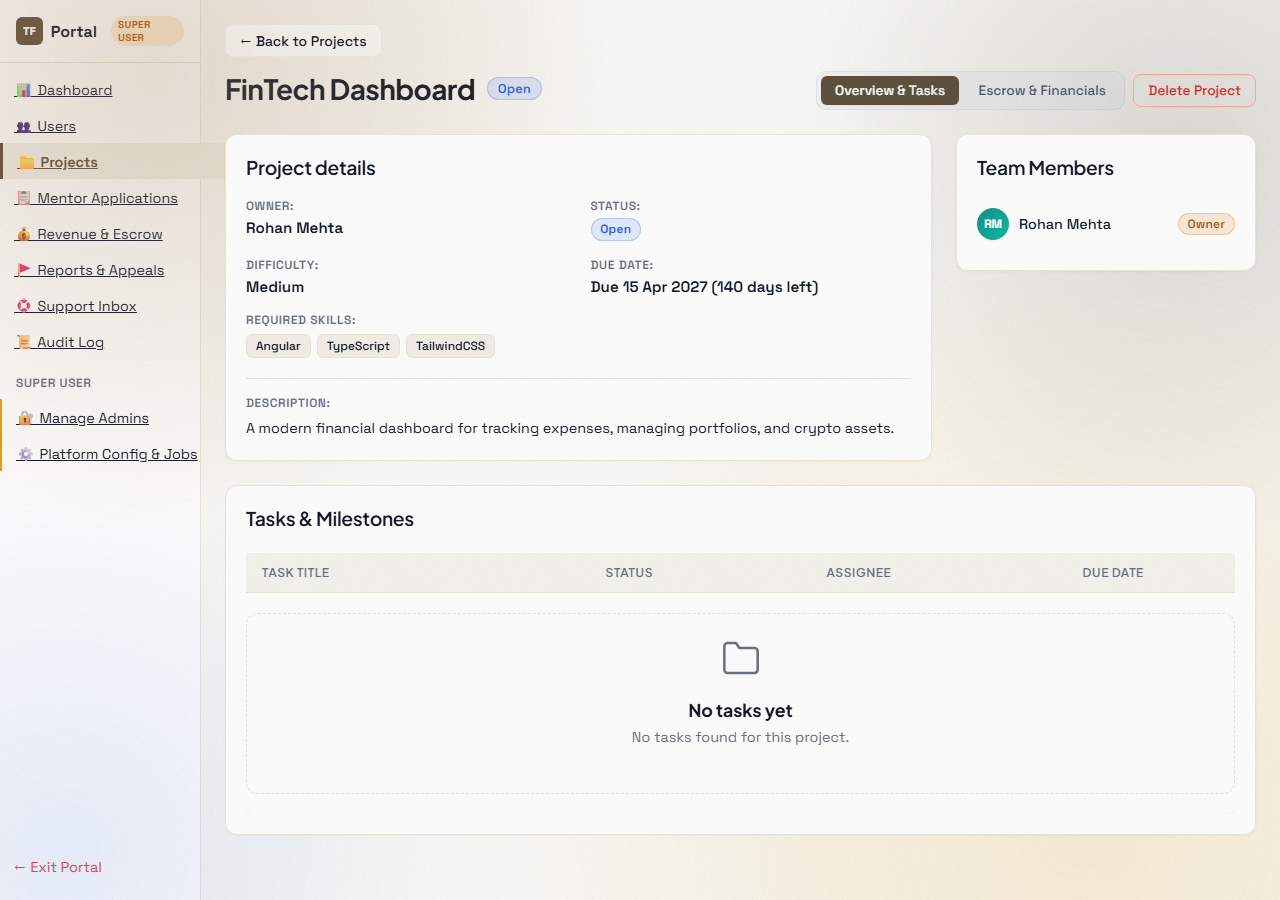 TF Portal SUPER USER
Dashboard
Users
Projects
Mentor Applications
Revenue & Escrow
Reports & Appeals
Support Inbox
Audit Log
SUPER USER
Manage Admins
Platform Config & Jobs
← Exit Portal
← Back to Projects
FinTech Dashboard Open
Overview & Tasks Escrow & Financials Delete Project
Project details
OWNER: STATUS:
Rohan Mehta Open
DIFFICULTY: DUE DATE:
Medium Due 15 Apr 2027 (140 days left)
REQUIRED SKILLS:
Angular TypeScript TailwindCSS
DESCRIPTION:
A modern financial dashboard for tracking expenses, managing portfolios, and crypto assets.
Team Members
RM Rohan Mehta Owner
Tasks & Milestones
TASK TITLE STATUS ASSIGNEE DUE DATE
No tasks yet
No tasks found for this project.